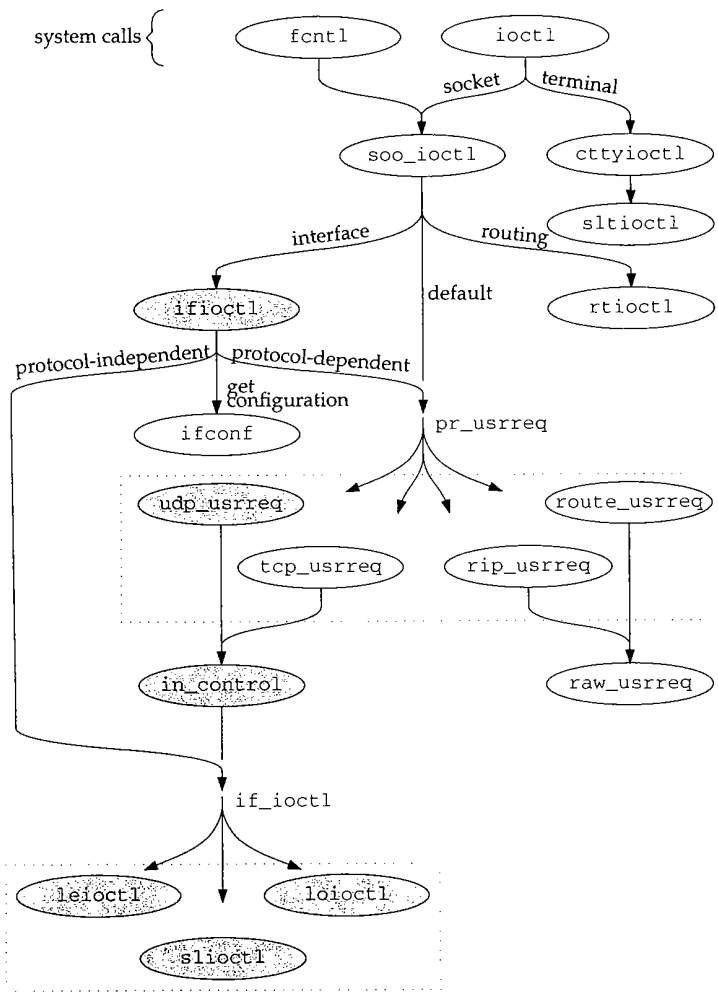 system calls
fcntl
ioctl
socket
terminal
soo_ioctl
cttyioctl
sltioctl
interface
routing
default
ifioctl
rtioctl
protocol-independent
protocol-dependent
get
configuration
ifconf
pr_usrreq
udp_usrreq
route_usrreq
tcp_usrreq
rip_usrreq
in_control
raw_usrreq
if_ioctl
leioctl
loioctl
slioctl